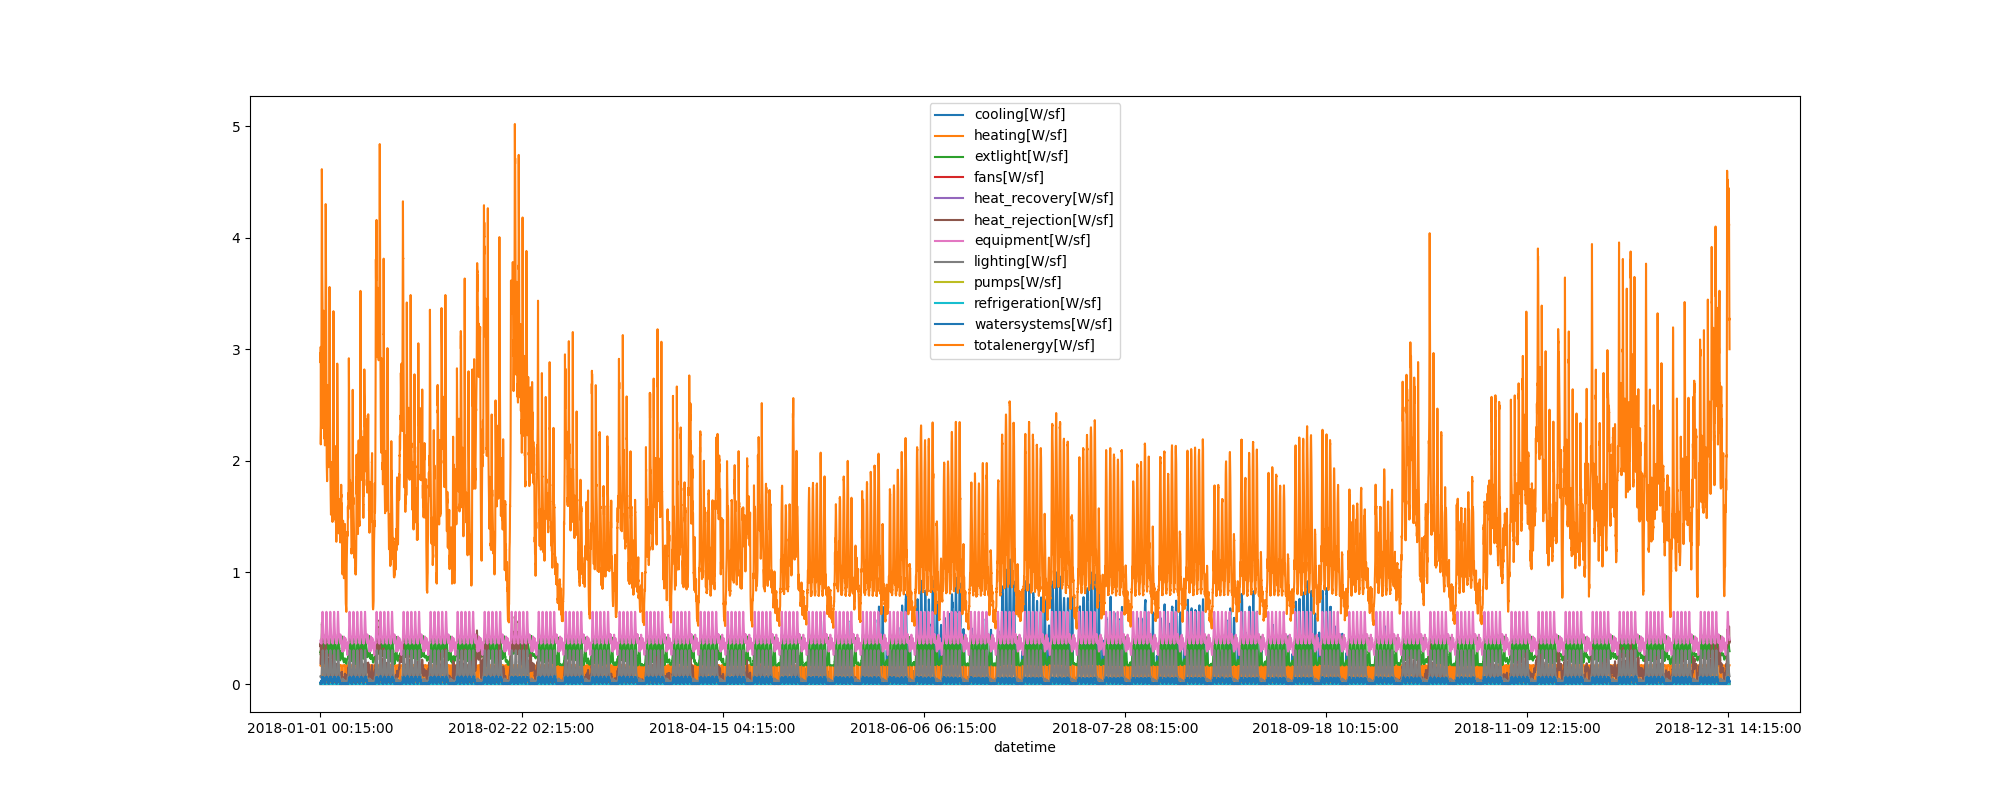 cooling[W/sf]
heating[W/sf]
extlight[W/sf]
fans[W/sf]
heat_recovery[W/sf]
heat_rejection[W/sf]
equipment[W/sf]
lighting[W/sf]
pumps[W/sf]
refrigeration[W/sf]
watersystems[W/sf]
totalenergy[W/sf]
5
4
3
2
1
0
2018-01-01 00:15:00 2018-02-22 02:15:00 2018-04-15 04:15:00 2018-06-06 06:15:00 2018-07-28 08:15:00 2018-09-18 10:15:00 2018-11-09 12:15:00 2018-12-31 14:15:00
datetime